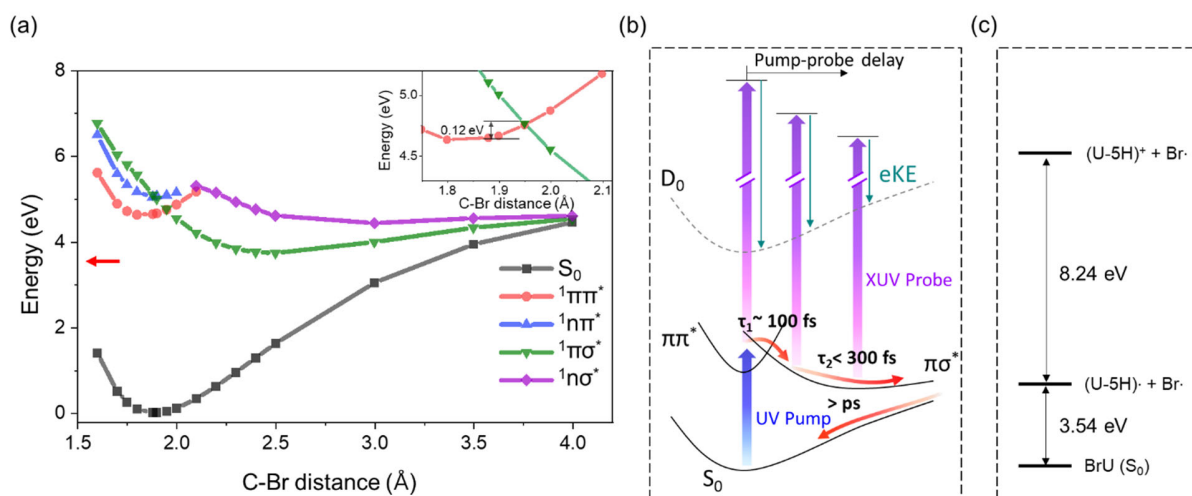 (a)
8
6
4
2
0
Energy (eV)
1.5
2.0
2.5
3.0
3.5
4.0
C-Br distance (Å)
S₀
¹ππ*
¹nπ*
¹πσ*
¹nσ*
5.0
4.5
Energy (eV)
0.12 eV
1.8
1.9
2.0
2.1
C-Br distance (Å)
(b)
Pump-probe delay
D₀
eKE
XUV Probe
τ₁~ 100 fs
ππ*
τ₂< 300 fs
πσ*
> ps
UV Pump
S₀
(c)
(U-5H)⁺ + Br·
8.24 eV
(U-5H)· + Br·
3.54 eV
BrU (S₀)